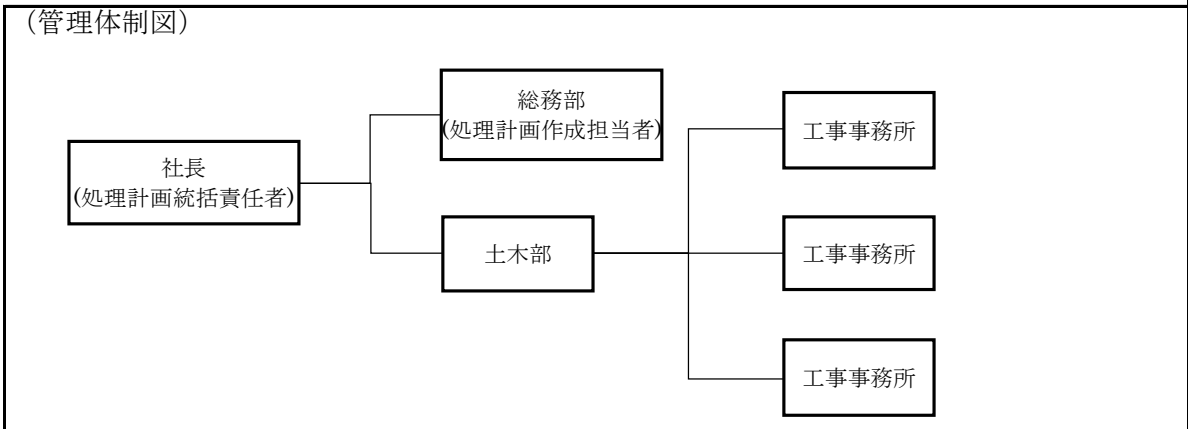 (管理体制図)
総務部
(処理計画作成担当者)
工事事務所
社長
(処理計画統括責任者)
土木部
工事事務所
工事事務所